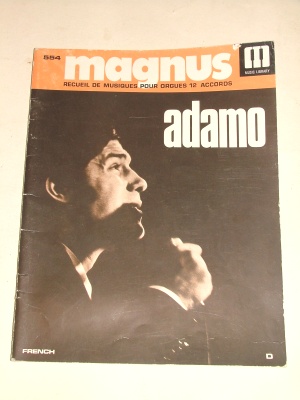 554 magnus
MUSIC LIBRARY
RECUEIL DE MUSIQUES POUR ORGUES 12 ACCORDS
adamo
FRENCH D